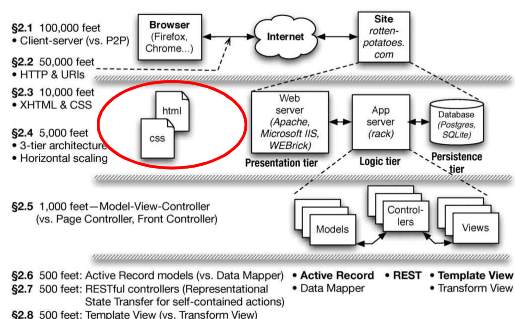 §2.1 100,000 feet
• Client-server (vs. P2P)
§2.2 50,000 feet
• HTTP & URIs
Browser
(Firefox,
Chrome...)
Internet
Site
rotten-
potatoes.
com
§2.3 10,000 feet
• XHTML & CSS
§2.4 5,000 feet
• 3-tier architecture
• Horizontal scaling
html
css
Web
server
(Apache,
Microsoft IIS,
WEBrick)
Presentation tier
App
server
(rack)
Logic tier
Database
(Postgres,
SQLite)
Persistence
tier
§2.5 1,000 feet—Model-View-Controller
(vs. Page Controller, Front Controller)
Models
Control-
lers
Views
§2.6 500 feet: Active Record models (vs. Data Mapper)
§2.7 500 feet: RESTful controllers (Representational
State Transfer for self-contained actions)
§2.8 500 feet: Template View (vs. Transform View)
• Active Record • REST • Template View
• Data Mapper • Transform View